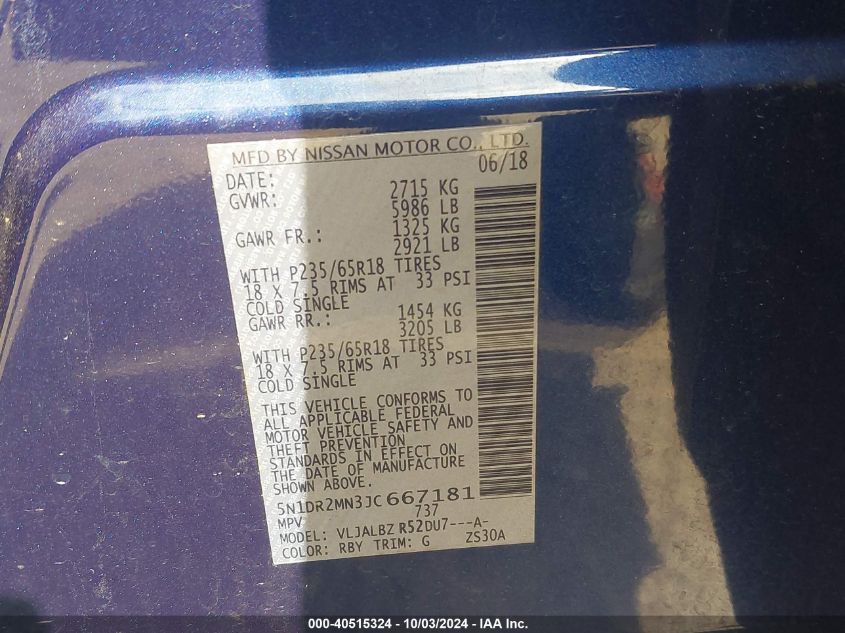 MFD BY NISSAN MOTOR CO., LTD.
DATE: 06/18
GVWR: 2715 KG
5986 LB
GAWR FR.: 1325 KG
2921 LB
WITH P235/65R18 TIRES
18 X 7.5 RIMS AT 33 PSI
COLD SINGLE
GAWR RR.: 1454 KG
3205 LB
WITH P235/65R18 TIRES
18 X 7.5 RIMS AT 33 PSI
COLD SINGLE
THIS VEHICLE CONFORMS TO
ALL APPLICABLE FEDERAL
MOTOR VEHICLE SAFETY AND
THEFT PREVENTION
STANDARDS IN EFFECT ON
THE DATE OF MANUFACTURE
SHOWN ABOVE.
5N1DR2MN3JC667181
MPV 737
MODEL: VLJALBZ R52DU7---A-
COLOR: RBY TRIM: G ZS30A
000-40515324 - 10/03/2024 - IAA Inc.